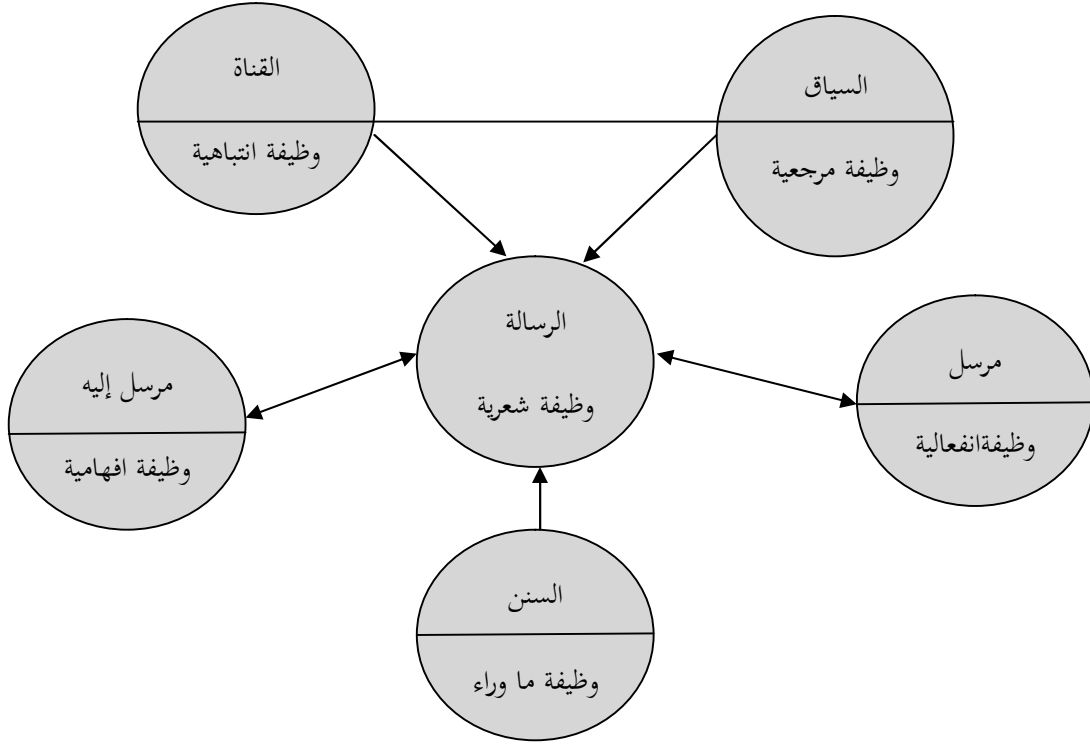 السياق
وظيفة مرجعية
القناة
وظيفة انتباهية
الرسالة
وظيفة شعرية
مرسل
وظيفةانفعالية
مرسل إليه
وظيفة افهامية
السنن
وظيفة ما وراء